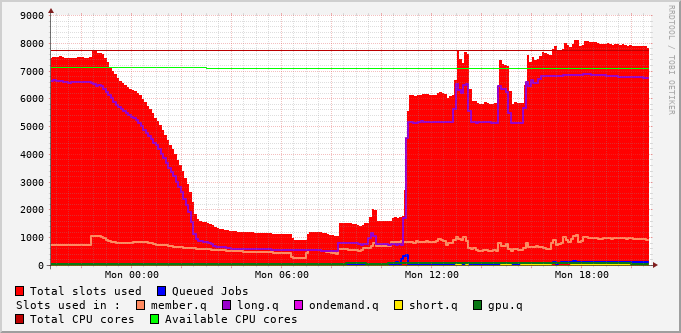 9000
8000
7000
6000
5000
4000
3000
2000
1000
0
Mon 00:00 Mon 06:00 Mon 12:00 Mon 18:00
Total slots used Queued Jobs
Slots used in : member.q long.q ondemand.q short.q gpu.q
Total CPU cores Available CPU cores
RRDTOOL / TOBI OETIKER